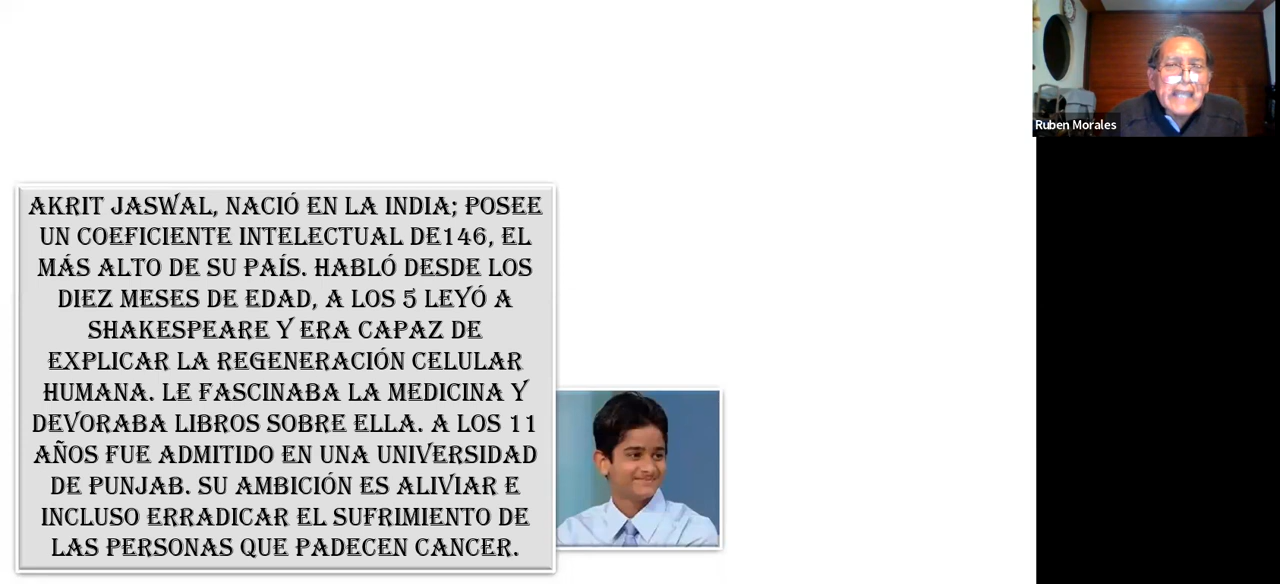 AKRIT JASWAL, NACIÓ EN LA INDIA; POSEE
UN COEFICIENTE INTELECTUAL DE146, EL
MÁS ALTO DE SU PAÍS. HABLÓ DESDE LOS
DIEZ MESES DE EDAD, A LOS 5 LEYÓ A
SHAKESPEARE Y ERA CAPAZ DE
EXPLICAR LA REGENERACIÓN CELULAR
HUMANA. LE FASCINABA LA MEDICINA Y
DEVORABA LIBROS SOBRE ELLA. A LOS 11
AÑOS FUE ADMITIDO EN UNA UNIVERSIDAD
DE PUNJAB. SU AMBICIÓN ES ALIVIAR E
INCLUSO ERRADICAR EL SUFRIMIENTO DE
LAS PERSONAS QUE PADECEN CANCER.
Ruben Morales